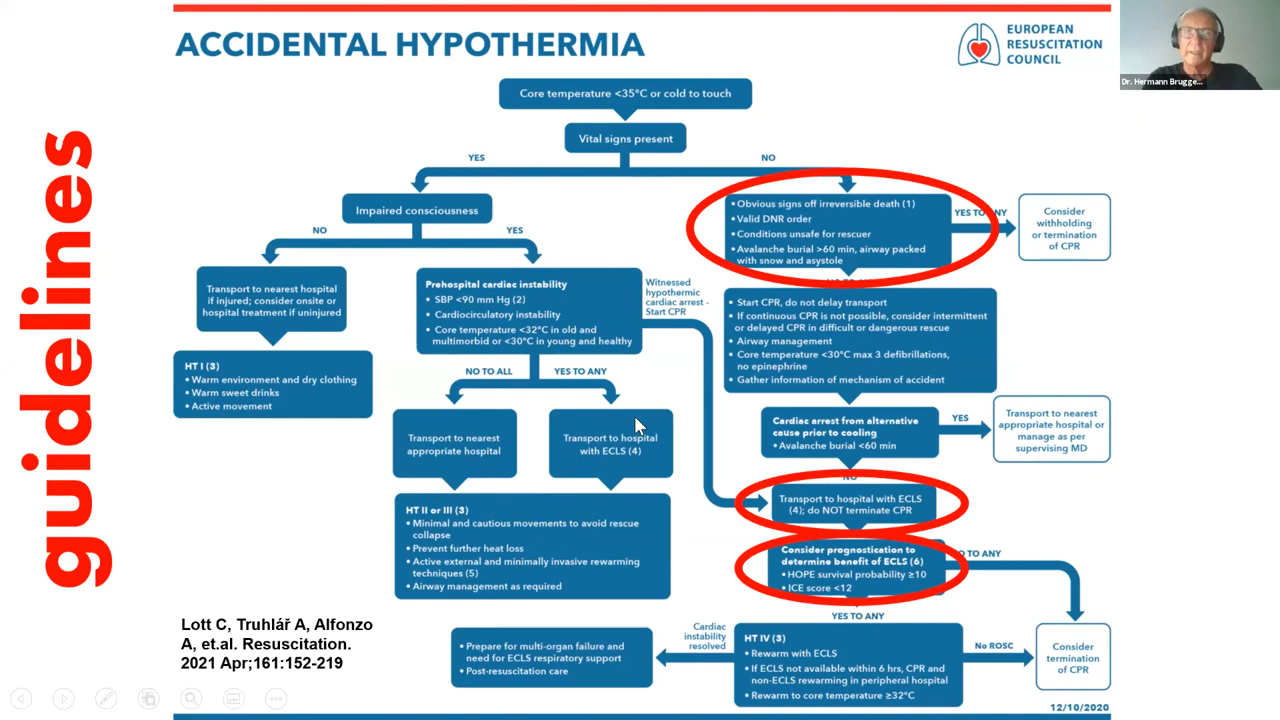 ACCIDENTAL HYPOTHERMIA
EUROPEAN
RESUSCITATION
COUNCIL
Dr. Hermann Brugge...
guidelines
Core temperature <35°C or cold to touch
Vital signs present
YES
NO
Impaired consciousness
• Obvious signs off irreversible death (1)
• Valid DNR order
• Conditions unsafe for rescuer
• Avalanche burial >60 min, airway packed
with snow and asystole
Consider
withholding
or termination
of CPR
NO
YES
Transport to nearest hospital
if injured; consider onsite or
hospital treatment if uninjured
HT I (3)
• Warm environment and dry clothing
• Warm sweet drinks
• Active movement
Prehospital cardiac instability
• SBP <90 mm Hg (2)
• Cardiocirculatory instability
• Core temperature <32°C in old and
multimorbid or <30°C in young and healthy
Witnessed
hypothermic
cardiac arrest -
Start CPR
• Start CPR, do not delay transport
• If continuous CPR is not possible, consider intermittent
or delayed CPR in difficult or dangerous rescue
• Airway management
• Core temperature <30°C max 3 defibrillations,
no epinephrine
• Gather information of mechanism of accident
NO TO ALL
YES TO ANY
Transport to nearest
appropriate hospital
Transport to hospital
with ECLS (4)
Cardiac arrest from alternative
cause prior to cooling
• Avalanche burial <60 min
YES
Transport to nearest
appropriate hospital or
manage as per
supervising MD
NO
Transport to hospital with ECLS
(4); do NOT terminate CPR
HT II or III (3)
• Minimal and cautious movements to avoid rescue
collapse
• Prevent further heat loss
• Active external and minimally invasive rewarming
techniques (5)
• Airway management as required
Consider prognostication to
determine benefit of ECLS (6)
• HOPE survival probability ≥10
• ICE score <12
TO ANY
YES TO ANY
Lott C, Truhlář A, Alfonzo
A, et.al. Resuscitation.
2021 Apr;161:152-219
• Prepare for multi-organ failure and
need for ECLS respiratory support
• Post-resuscitation care
Cardiac
instability
resolved
HT IV (3)
• Rewarm with ECLS
• If ECLS not available within 6 hrs, CPR and
non-ECLS rewarming in peripheral hospital
• Rewarm to core temperature ≥32°C
No ROSC
Consider
termination
of CPR
12/10/2020